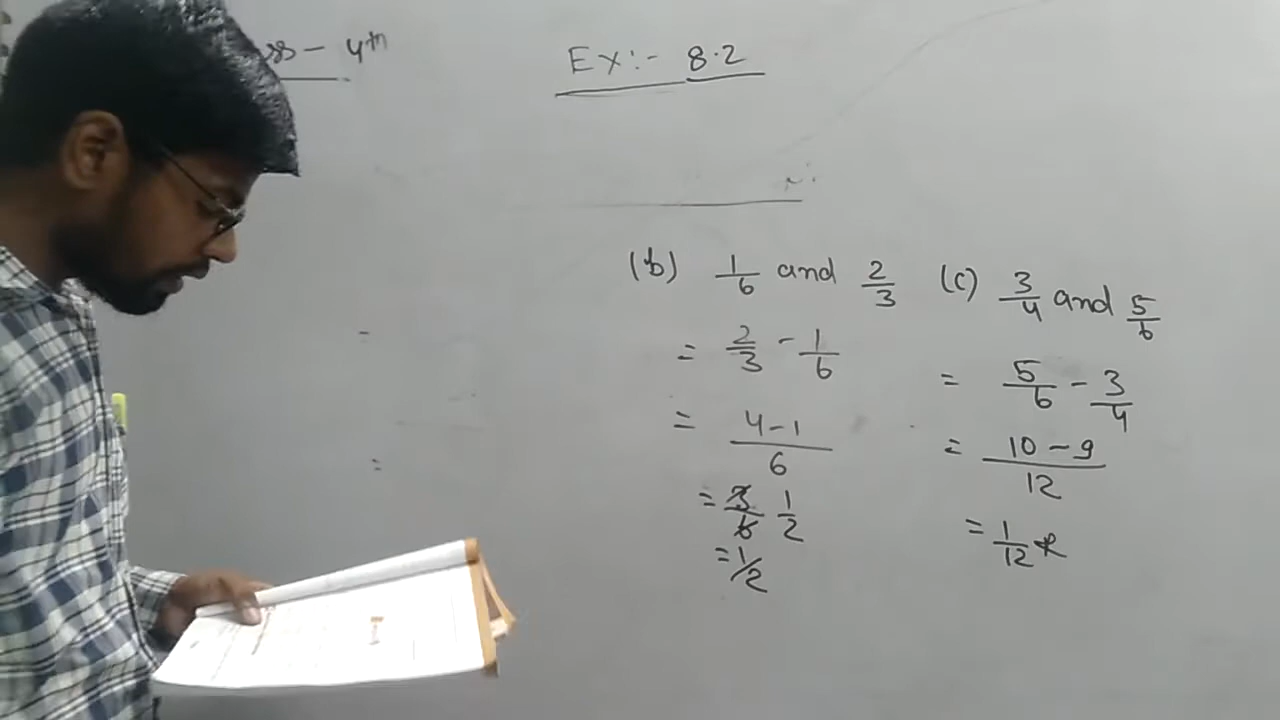 4th
Ex:- 8.2
(b) 1/6 and 2/3
= 2/3 - 1/6
= 4-1/6
= 3/6 1/2
= 1/2
(c) 3/4 and 5/6
= 5/6 - 3/4
= 10-9/12
= 1/12